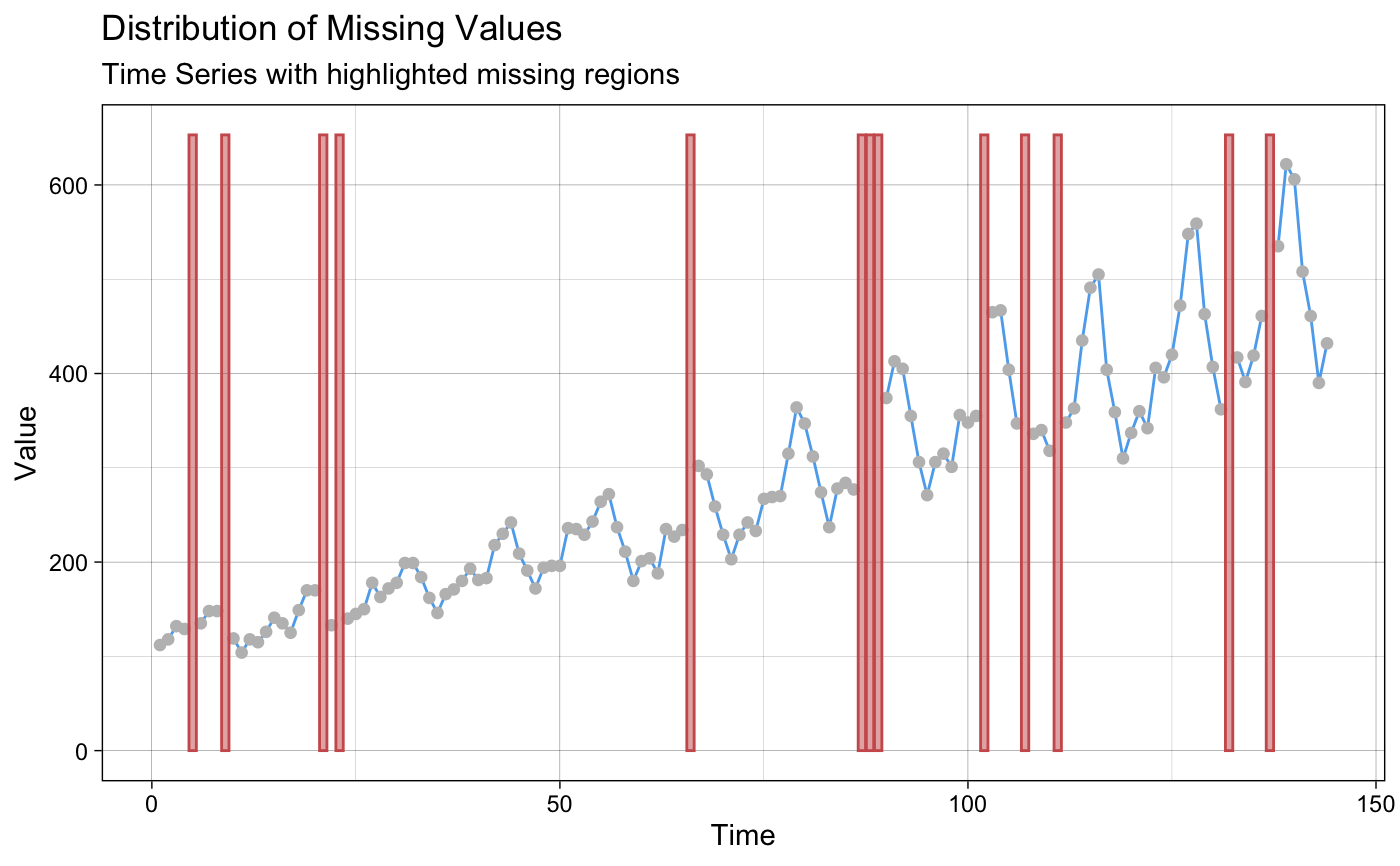 Distribution of Missing Values
Time Series with highlighted missing regions
600
400
200
0
Value
0 50 100 150
Time